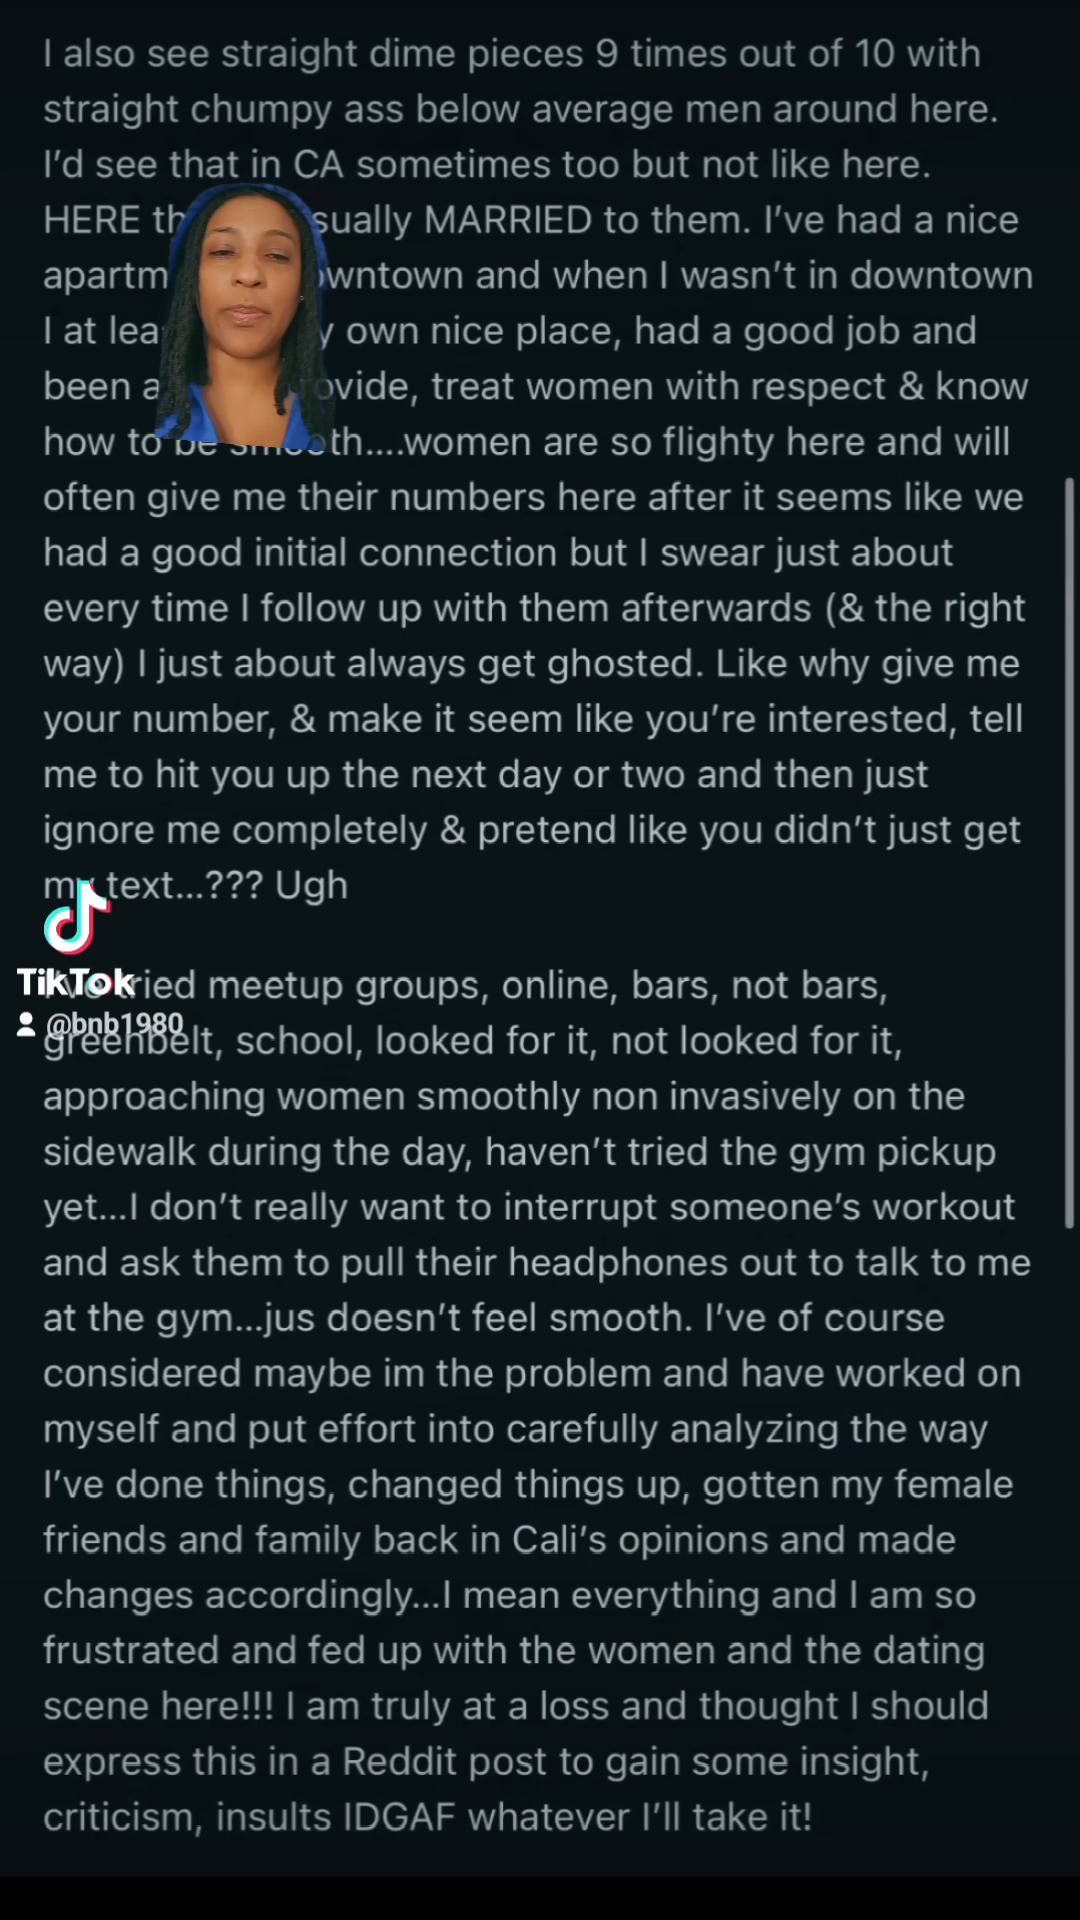 I also see straight dime pieces 9 times out of 10 with
straight chumpy ass below average men around here.
I'd see that in CA sometimes too but not like here.
HERE MARRIED to them. I've had a nice
and when I wasn't in downtown
I at own nice place, had a good job and
been treat women with respect & know
how to be ....women are so flighty here and will
often give me their numbers here after it seems like we
had a good initial connection but I swear just about
every time I follow up with them afterwards (& the right
way) I just about always get ghosted. Like why give me
your number, & make it seem like you're interested, tell
me to hit you up the next day or two and then just
ignore me completely & pretend like you didn't just get
my text...??? Ugh
TikTok
@bnb1980
tried meetup groups, online, bars, not bars,
greenbelt, school, looked for it, not looked for it,
approaching women smoothly non invasively on the
sidewalk during the day, haven't tried the gym pickup
yet...I don't really want to interrupt someone's workout
and ask them to pull their headphones out to talk to me
at the gym...jus doesn't feel smooth. I've of course
considered maybe im the problem and have worked on
myself and put effort into carefully analyzing the way
I've done things, changed things up, gotten my female
friends and family back in Cali's opinions and made
changes accordingly...I mean everything and I am so
frustrated and fed up with the women and the dating
scene here!!! I am truly at a loss and thought I should
express this in a Reddit post to gain some insight,
criticism, insults IDGAF whatever I'll take it!